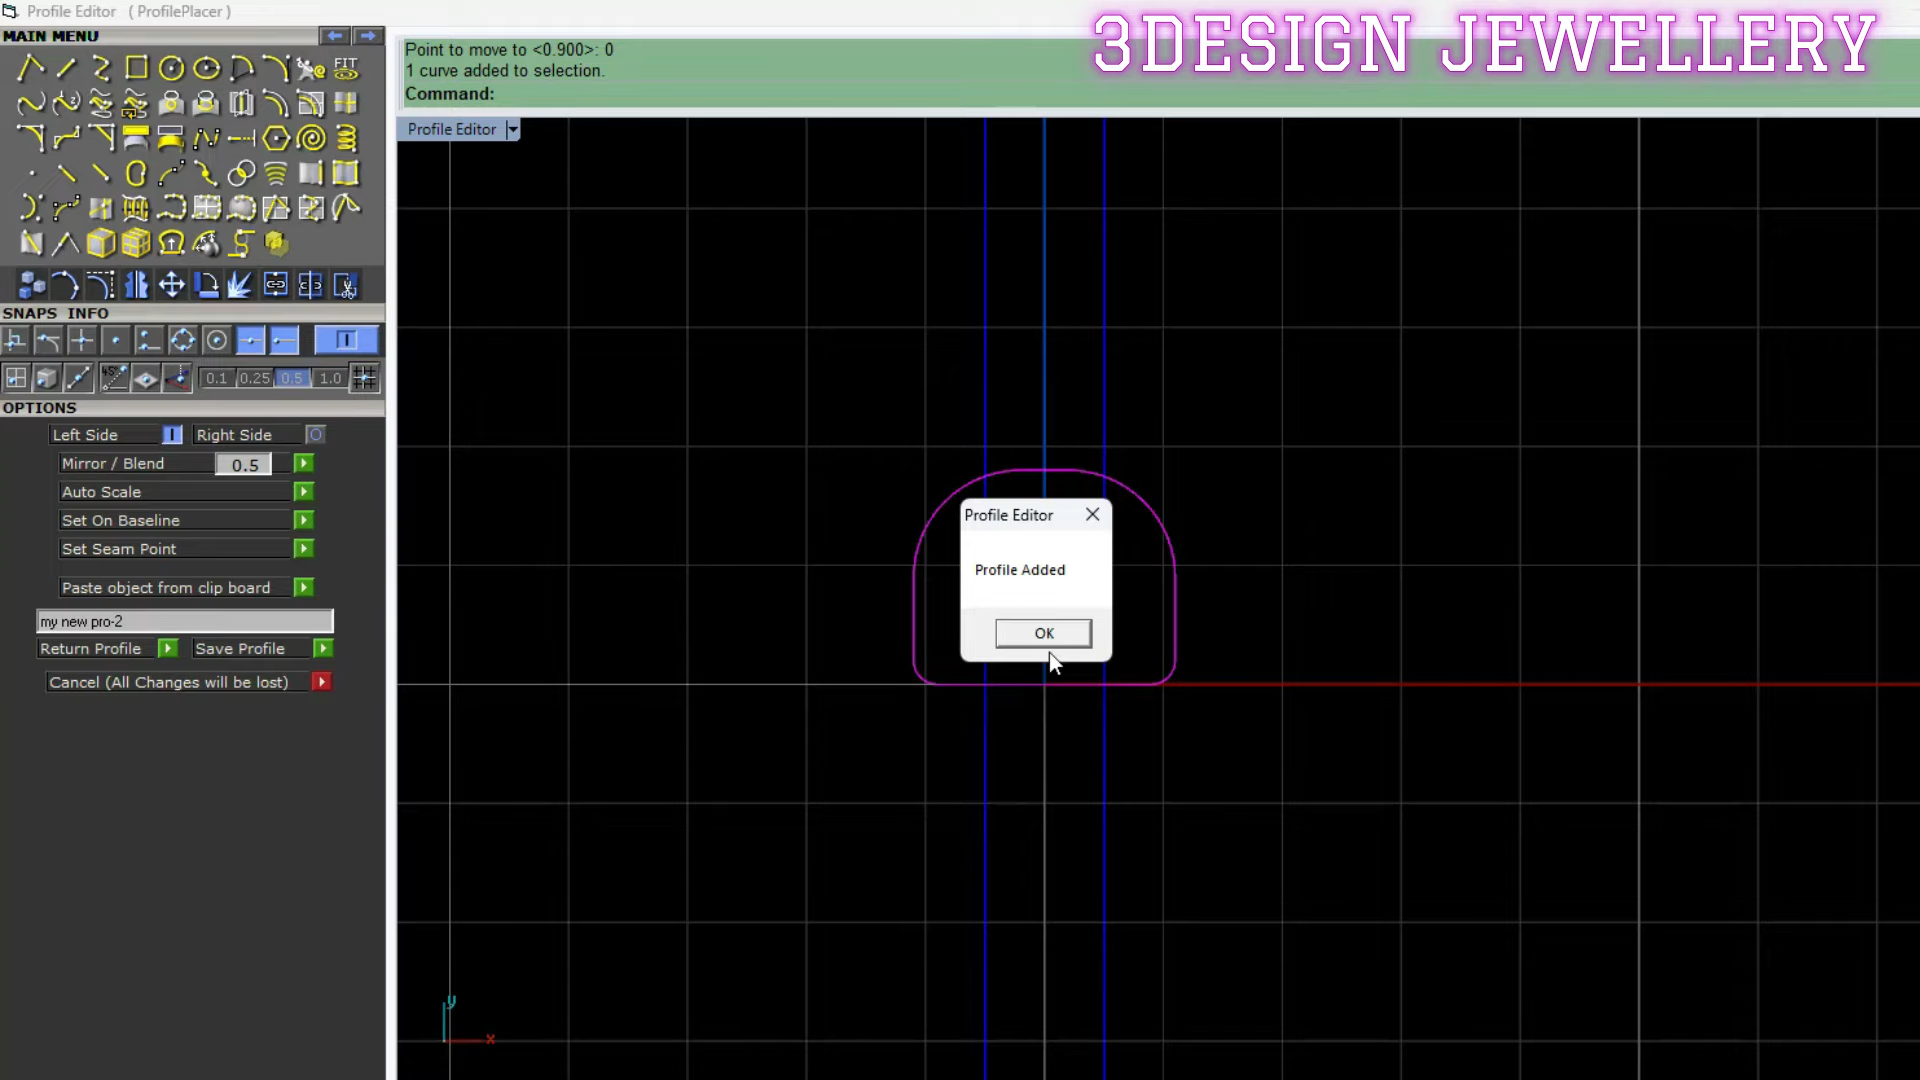 Profile Editor ( ProfilePlacer )
3DESIGN JEWELLERY
MAIN MENU
Point to move to <0.900>: 0
1 curve added to selection.
Command:
FIT
Profile Editor
SNAPS INFO
45°
0.1 0.25 0.5 1.0
OPTIONS
Left Side Right Side
Mirror / Blend 0.5
Auto Scale
Set On Baseline
Set Seam Point
Paste object from clip board
my new pro-2
Return Profile Save Profile
Cancel (All Changes will be lost)
Profile Editor
Profile Added
OK
y
x